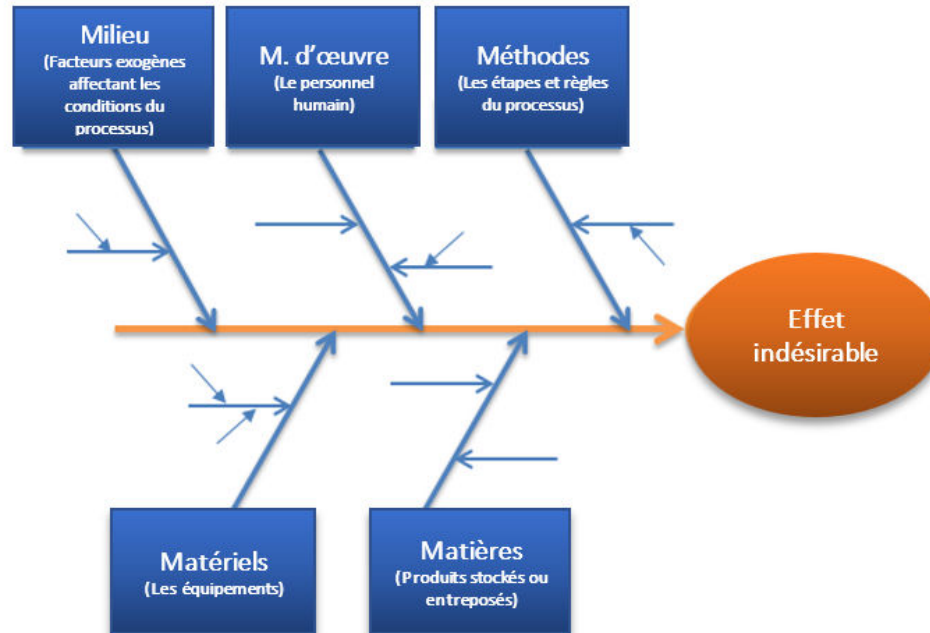 Milieu
(Facteurs exogènes
affectant les
conditions du
processus)
M. d'œuvre
(Le personnel
humain)
Méthodes
(Les étapes et règles
du processus)
Effet
indésirable
Matériels
(Les équipements)
Matières
(Produits stockés ou
entreposés)